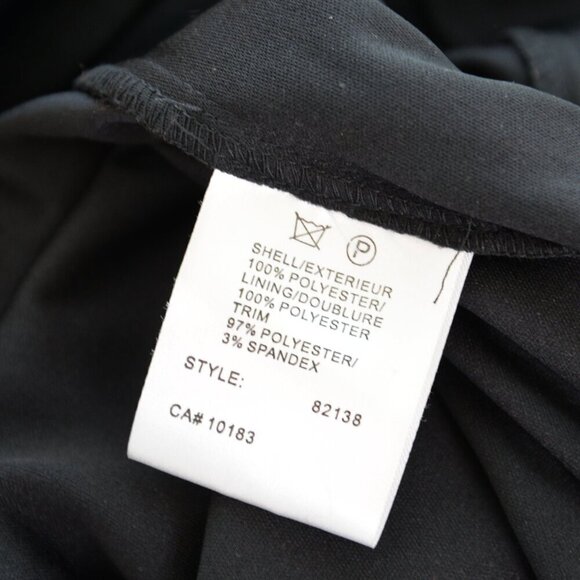 P
SHELL/EXTERIEUR
100% POLYESTER/
LINING/DOUBLURE
100% POLYESTER
TRIM
97% POLYESTER/
3% SPANDEX
STYLE: 82138
CA# 10183